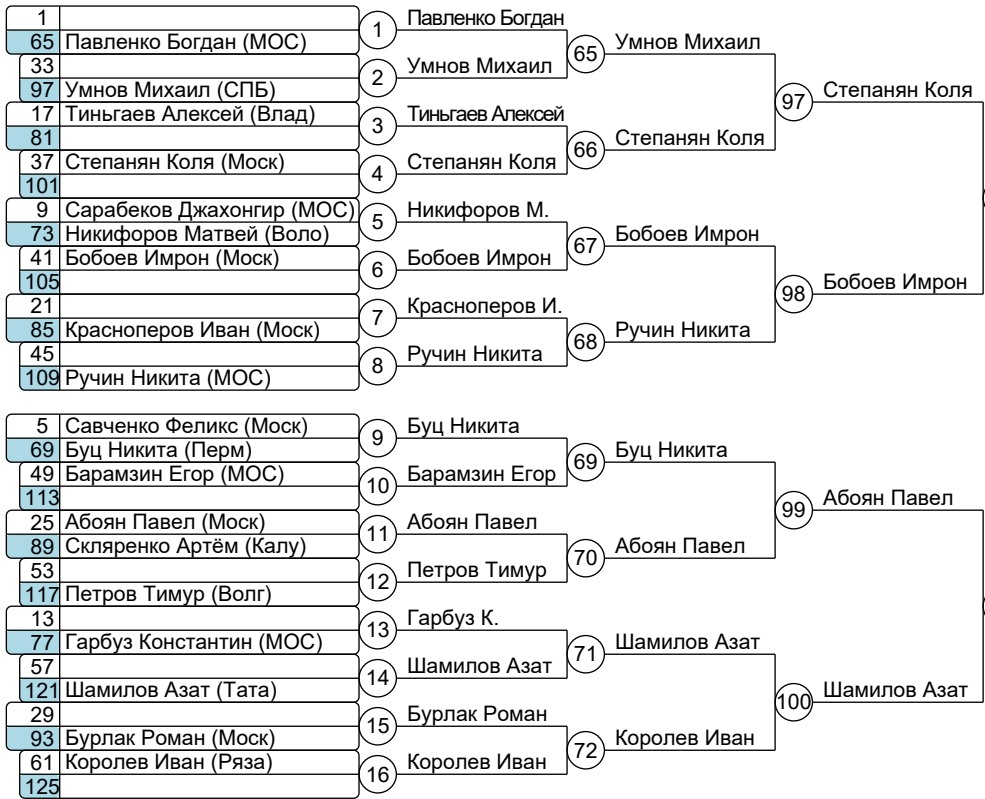 1
1
Павленко Богдан
65 Павленко Богдан (МОС)
65
Умнов Михаил
33
2
Умнов Михаил
97 Умнов Михаил (СПБ)
97
Степанян Коля
17 Тиньгаев Алексей (Влад)
3
Тиньгаев Алексей
81
66
Степанян Коля
37 Степанян Коля (Моск)
4
Степанян Коля
101
9 Сарабеков Джахонгир (МОС)
5
Никифоров М.
73 Никифоров Матвей (Воло)
67
Бобоев Имрон
41 Бобоев Имрон (Моск)
6
Бобоев Имрон
105
98
Бобоев Имрон
21
7
Красноперов И.
85 Красноперов Иван (Моск)
68
Ручин Никита
45
8
Ручин Никита
109 Ручин Никита (МОС)
5 Савченко Феликс (Моск)
9
Буц Никита
69 Буц Никита (Перм)
69
Буц Никита
49 Барамзин Егор (МОС)
10
Барамзин Егор
113
99
Абоян Павел
25 Абоян Павел (Моск)
11
Абоян Павел
89 Скляренко Артём (Калу)
70
Абоян Павел
53
12
Петров Тимур
117 Петров Тимур (Волг)
13
13
Гарбуз К.
77 Гарбуз Константин (МОС)
71
Шамилов Азат
57
14
Шамилов Азат
121 Шамилов Азат (Тата)
100
Шамилов Азат
29
15
Бурлак Роман
93 Бурлак Роман (Моск)
72
Королев Иван
61 Королев Иван (Ряза)
16
Королев Иван
125